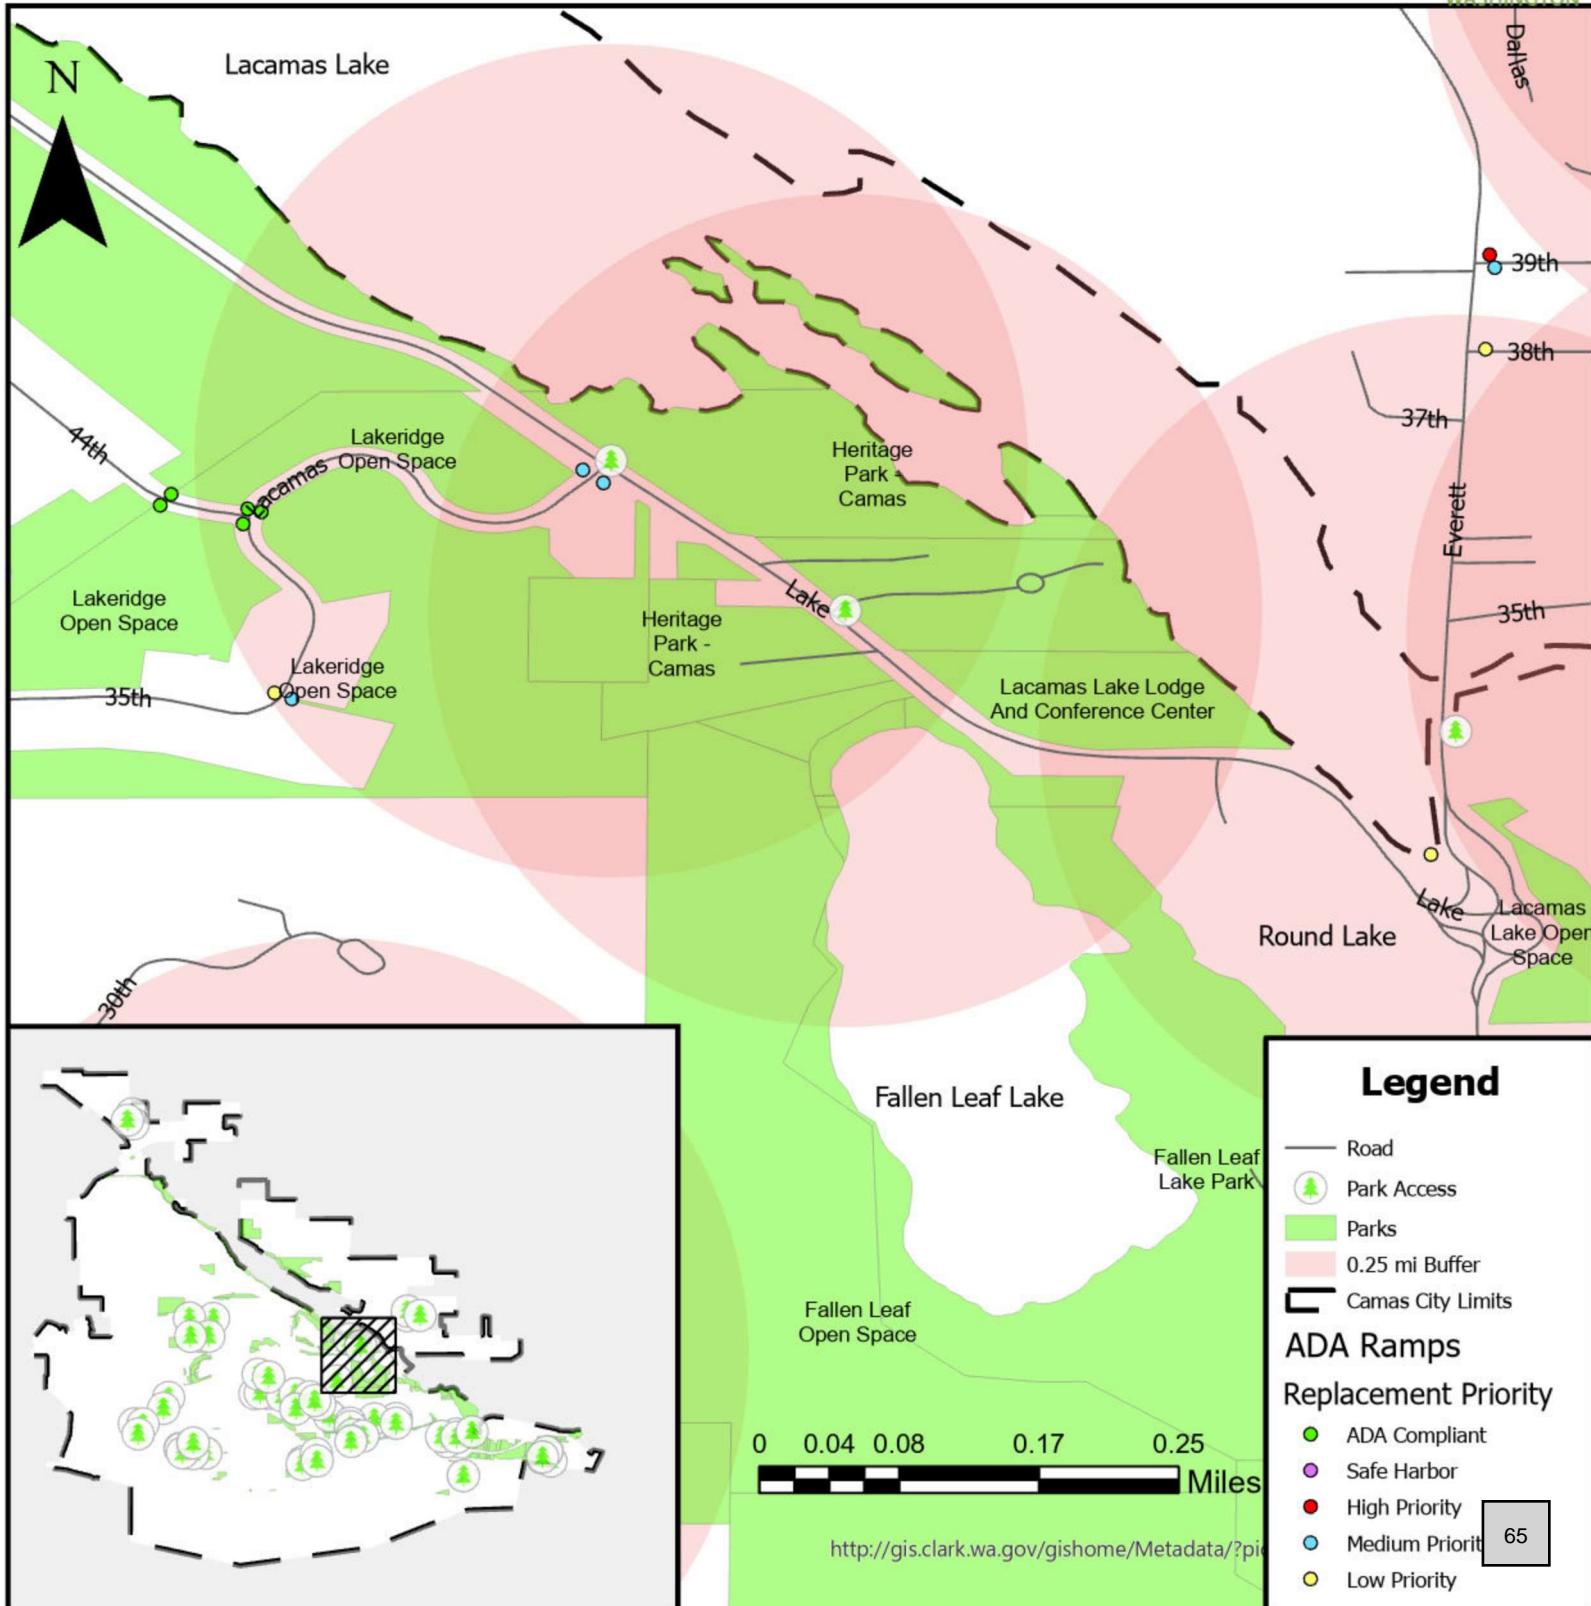 WASHINGTON
N
Lacamas Lake
Dallas
39th
38th
37th
Everett
35th
44th
Lacamas
Lakeridge
Open Space
Heritage
Park -
Camas
Lake
Lakeridge
Open Space
Heritage
Park -
Camas
Lakeridge
Open Space
35th
Lacamas Lake Lodge
And Conference Center
Lake
Lacamas
Lake Open
Space
Round Lake
30th
Fallen Leaf Lake
Fallen Leaf
Lake Park
Fallen Leaf
Open Space
0 0.04 0.08 0.17 0.25
Miles
http://gis.clark.wa.gov/gishome/Metadata/?pi
Legend
Road
Park Access
Parks
0.25 mi Buffer
Camas City Limits
ADA Ramps
Replacement Priority
ADA Compliant
Safe Harbor
High Priority
Medium Priorit
65
Low Priority